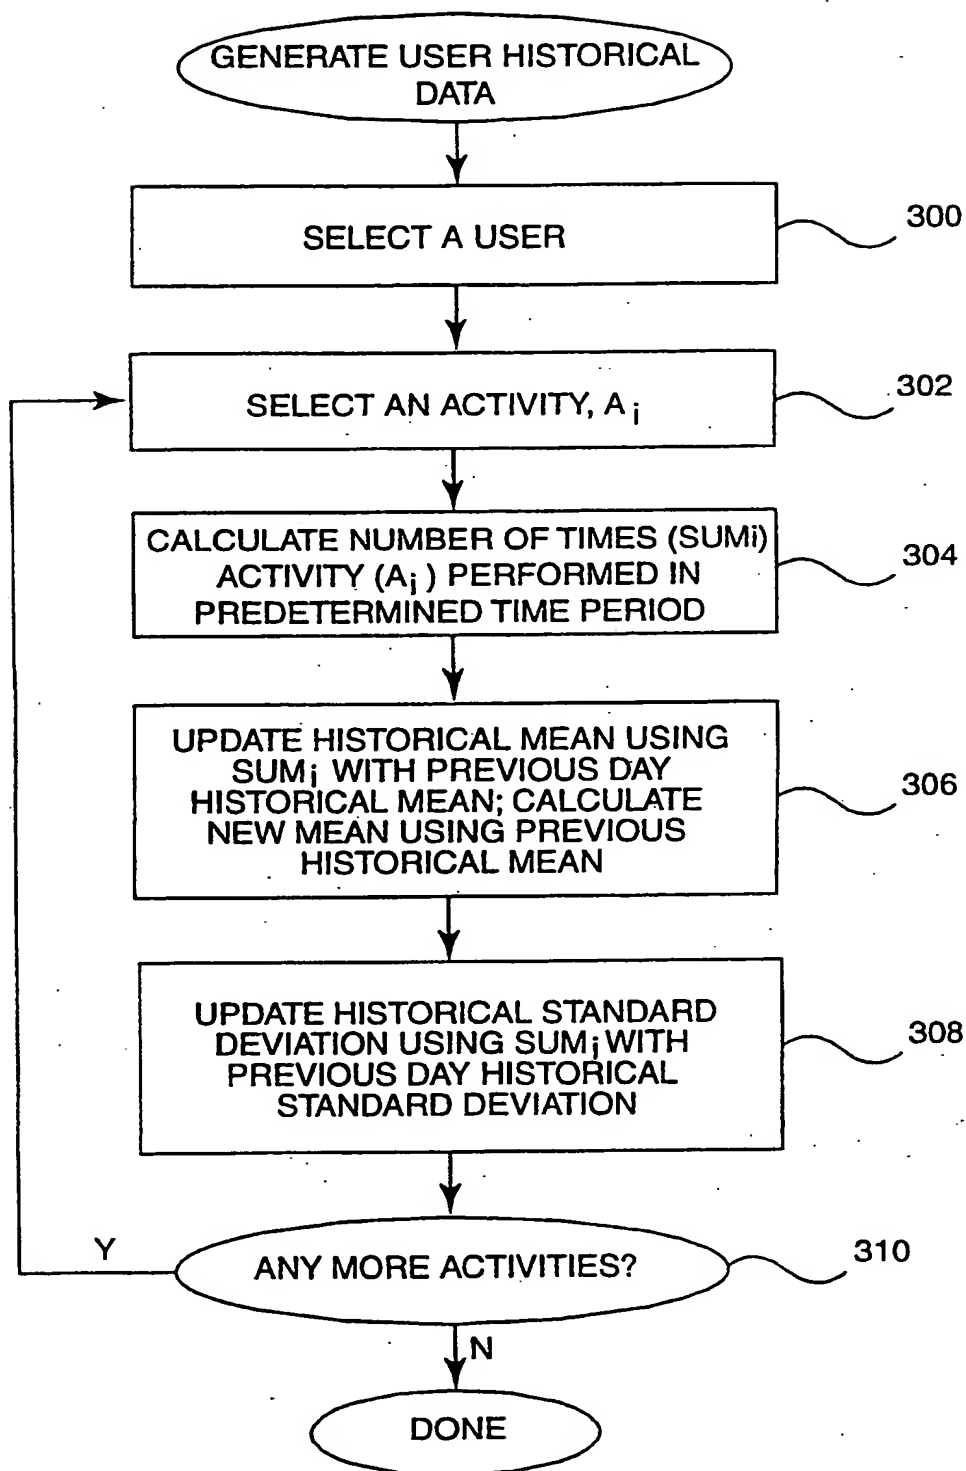 GENERATE USER HISTORICAL
DATA
SELECT A USER
300
SELECT AN ACTIVITY, Ai
302
CALCULATE NUMBER OF TIMES (SUMi)
ACTIVITY (Ai) PERFORMED IN
PREDETERMINED TIME PERIOD
304
UPDATE HISTORICAL MEAN USING
SUMi WITH PREVIOUS DAY
HISTORICAL MEAN; CALCULATE
NEW MEAN USING PREVIOUS
HISTORICAL MEAN
306
UPDATE HISTORICAL STANDARD
DEVIATION USING SUMi WITH
PREVIOUS DAY HISTORICAL
STANDARD DEVIATION
308
Y
ANY MORE ACTIVITIES?
310
N
DONE